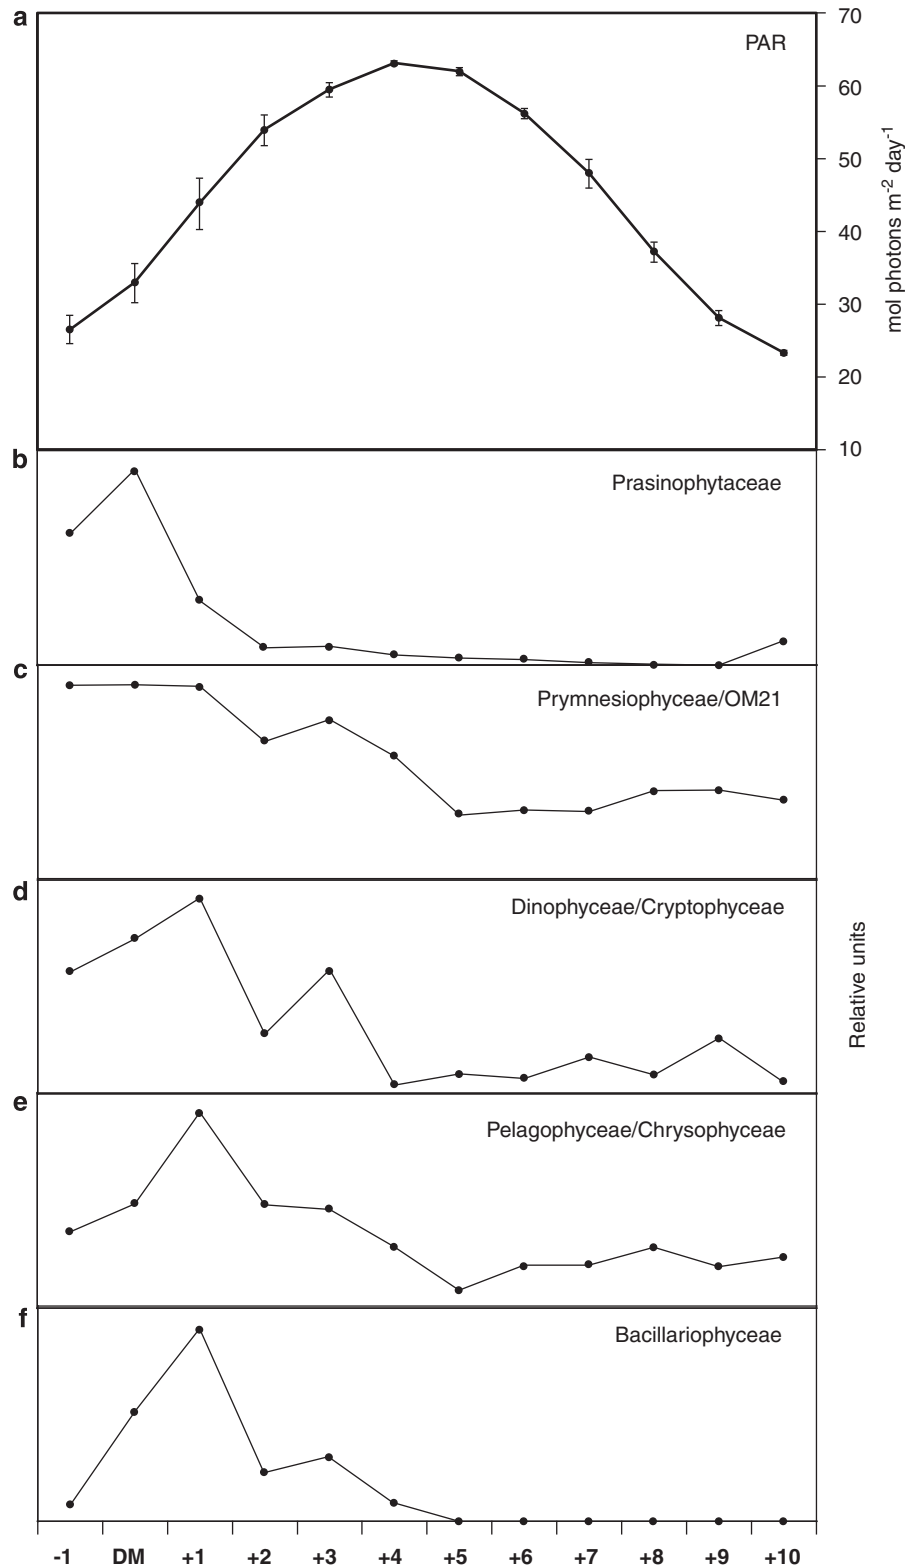 a
PAR
70
60
50
40
30
20
10
mol photons m-2 day-1
b
Prasinophytaceae
c
Prymnesiophyceae/OM21
d
Dinophyceae/Cryptophyceae
Relative units
e
Pelagophyceae/Chrysophyceae
f
Bacillariophyceae
-1 DM +1 +2 +3 +4 +5 +6 +7 +8 +9 +10